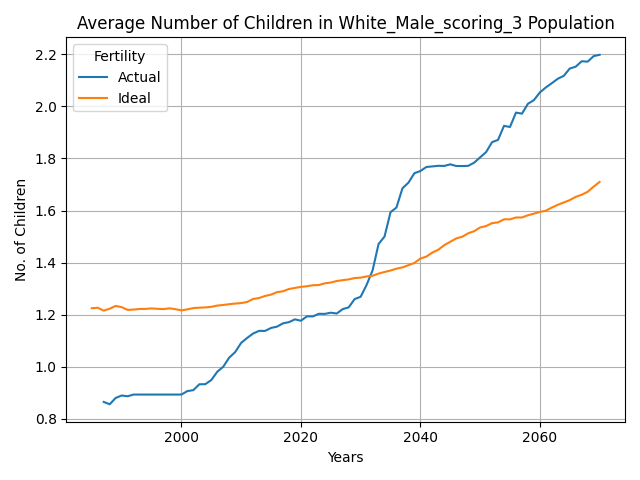 Average Number of Children in White_Male_scoring_3 Population
Fertility
Actual
Ideal
No. of Children
2.2
2.0
1.8
1.6
1.4
1.2
1.0
0.8
2000 2020 2040 2060
Years